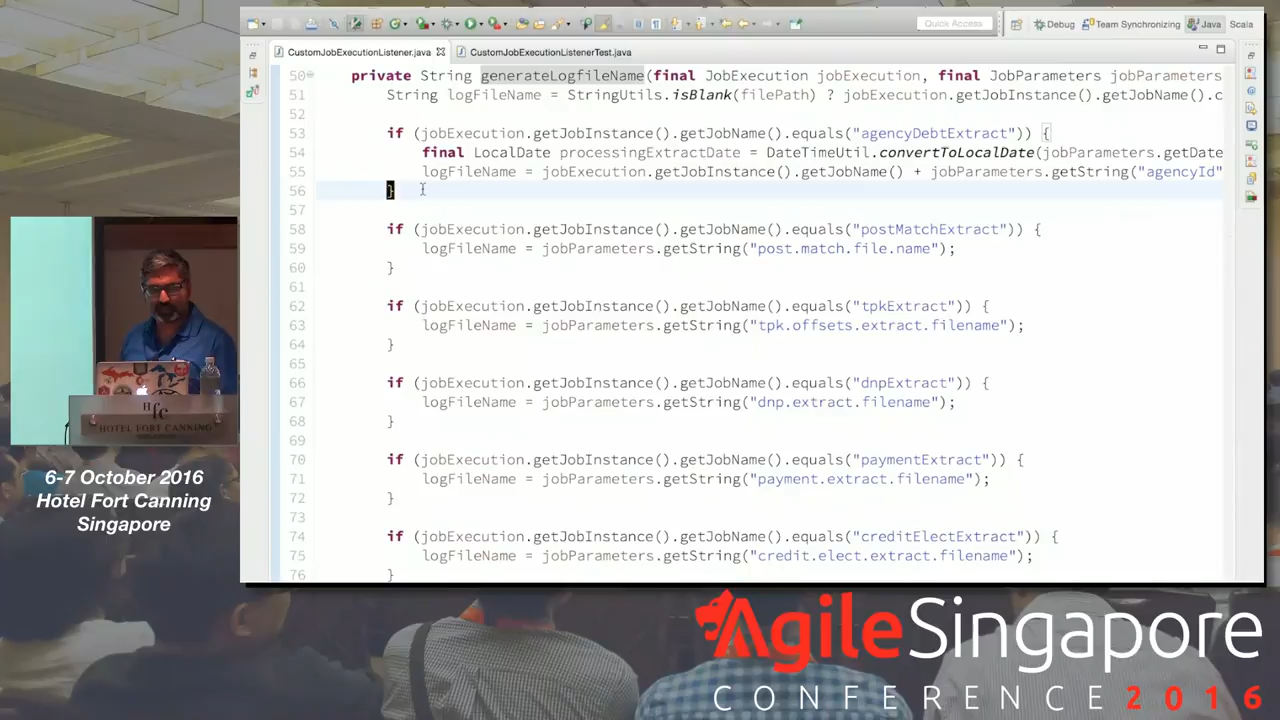 Quick Access
Debug
Team Synchronizing
Java
Scala
CustomJobExecutionListener.java
CustomJobExecutionListenerTest.java
50 private String generateLogfileName(final JobExecution jobExecution, final JobParameters jobParameters
51 String logFileName = StringUtils.isBlank(filePath) ? jobExecution.getJobInstance().getJobName().c
52
53 if (jobExecution.getJobInstance().getJobName().equals("agencyDebtExtract")) {
54 final LocalDate processingExtractDate = DateTimeUtil.convertToLocalDate(jobParameters.getDate
55 logFileName = jobExecution.getJobInstance().getJobName() + jobParameters.getString("agencyId"
56 }
57
58 if (jobExecution.getJobInstance().getJobName().equals("postMatchExtract")) {
59 logFileName = jobParameters.getString("post.match.file.name");
60 }
61
62 if (jobExecution.getJobInstance().getJobName().equals("tpkExtract")) {
63 logFileName = jobParameters.getString("tpk.offsets.extract.filename");
64 }
65
66 if (jobExecution.getJobInstance().getJobName().equals("dnpExtract")) {
67 logFileName = jobParameters.getString("dnp.extract.filename");
68 }
69
70 if (jobExecution.getJobInstance().getJobName().equals("paymentExtract")) {
71 logFileName = jobParameters.getString("payment.extract.filename");
72 }
73
74 if (jobExecution.getJobInstance().getJobName().equals("creditElectExtract")) {
75 logFileName = jobParameters.getString("credit.elect.extract.filename");
76 }
hfc
HOTEL FORT CANNING
6-7 October 2016
Hotel Fort Canning
Singapore
AgileSingapore
CONFERENCE 2016